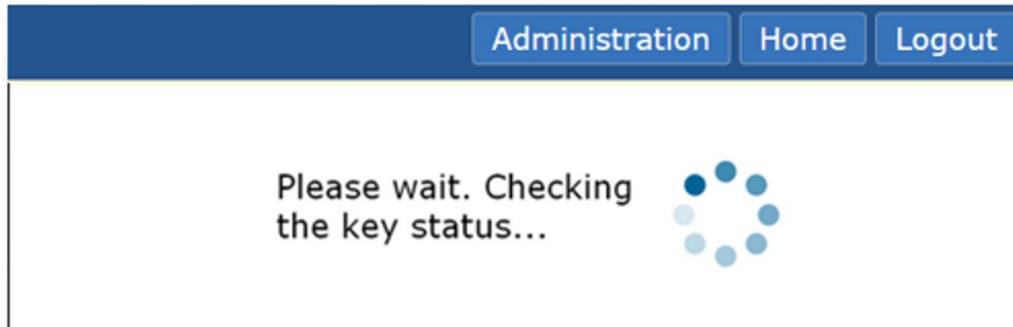 Administration Home Logout
Please wait. Checking
the key status...